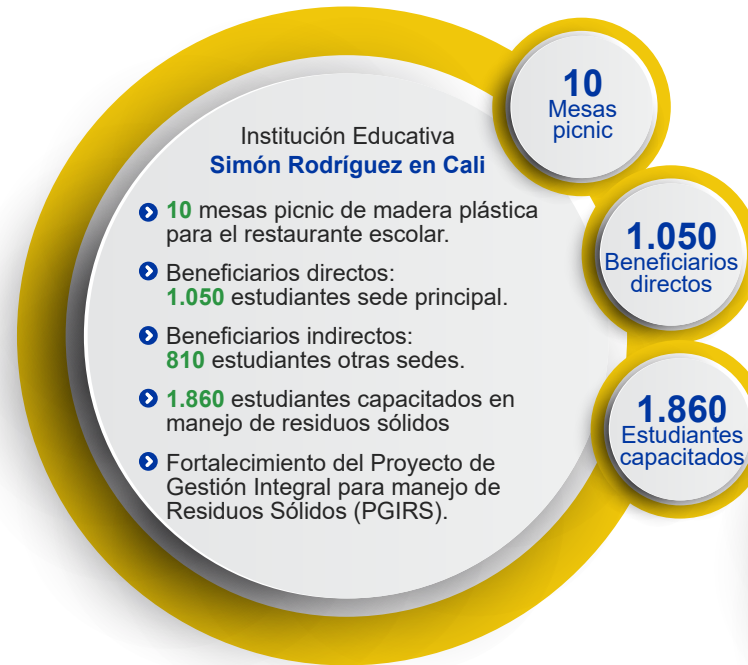 Institución Educativa
Simón Rodríguez en Cali
10 mesas picnic de madera plástica
para el restaurante escolar.
Beneficiarios directos:
1.050 estudiantes sede principal.
Beneficiarios indirectos:
810 estudiantes otras sedes.
1.860 estudiantes capacitados en
manejo de residuos sólidos
Fortalecimiento del Proyecto de
Gestión Integral para manejo de
Residuos Sólidos (PGIRS).
10
Mesas
picnic
1.050
Beneficiarios
directos
1.860
Estudiantes
capacitados